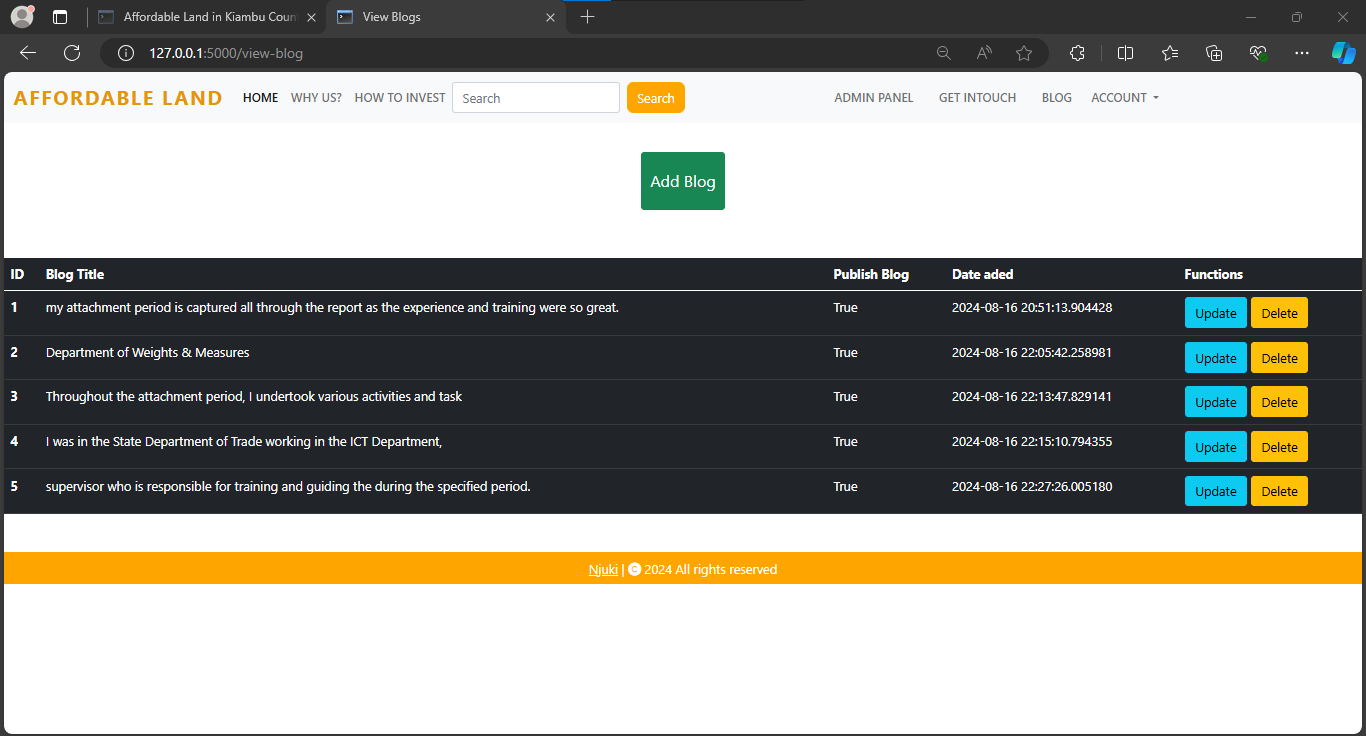 Affordable Land in Kiambu Coun
View Blogs
127.0.0.1:5000/view-blog
AFFORDABLE LAND HOME WHY US? HOW TO INVEST Search Search ADMIN PANEL GET INTOUCH BLOG ACCOUNT
Add Blog
ID Blog Title Publish Blog Date aded Functions
1 my attachment period is captured all through the report as the experience and training were so great. True 2024-08-16 20:51:13.904428 Update Delete
2 Department of Weights & Measures True 2024-08-16 22:05:42.258981 Update Delete
3 Throughout the attachment period, I undertook various activities and task True 2024-08-16 22:13:47.829141 Update Delete
4 I was in the State Department of Trade working in the ICT Department, True 2024-08-16 22:15:10.794355 Update Delete
5 supervisor who is responsible for training and guiding the during the specified period. True 2024-08-16 22:27:26.005180 Update Delete
Njuki | © 2024 All rights reserved